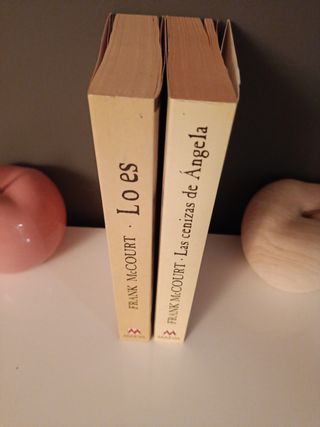 FRANK McCOURT · Lo es
FRANK McCOURT · Las cenizas de Ángela